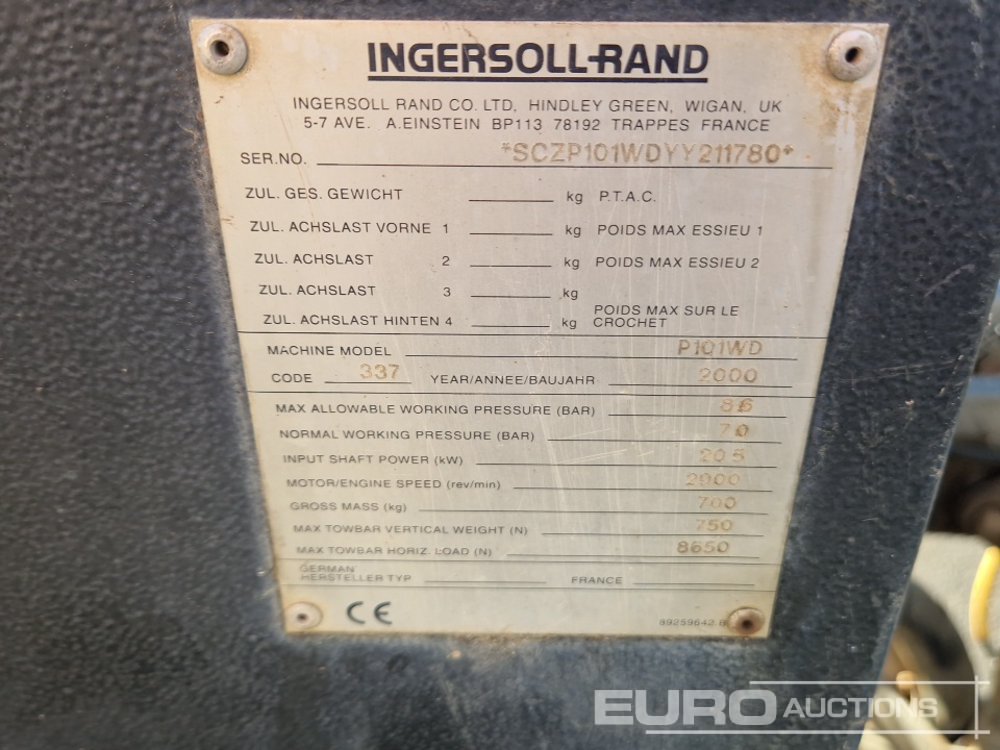 INGERSOLL-RAND
INGERSOLL RAND CO. LTD, HINDLEY GREEN, WIGAN, UK
5-7 AVE. A.EINSTEIN BP113 78192 TRAPPES FRANCE
SER.NO. *SCZP101WDYY211780*
ZUL. GES. GEWICHT kg P.T.A.C.
ZUL. ACHSLAST VORNE 1 kg POIDS MAX ESSIEU 1
ZUL. ACHSLAST 2 kg POIDS MAX ESSIEU 2
ZUL. ACHSLAST 3 kg
ZUL. ACHSLAST HINTEN 4 kg POIDS MAX SUR LE CROCHET
MACHINE MODEL P101WD
CODE 337 YEAR/ANNEE/BAUJAHR 2000
MAX ALLOWABLE WORKING PRESSURE (BAR) 8 6
NORMAL WORKING PRESSURE (BAR) 7 0
INPUT SHAFT POWER (kW) 20 5
MOTOR/ENGINE SPEED (rev/min) 2900
GROSS MASS (kg) 700
MAX TOWBAR VERTICAL WEIGHT (N) 750
MAX TOWBAR HORIZ. LOAD (N) 8650
GERMAN
HERSTELLER TYP FRANCE
CE 89259642 B
EURO AUCTIONS